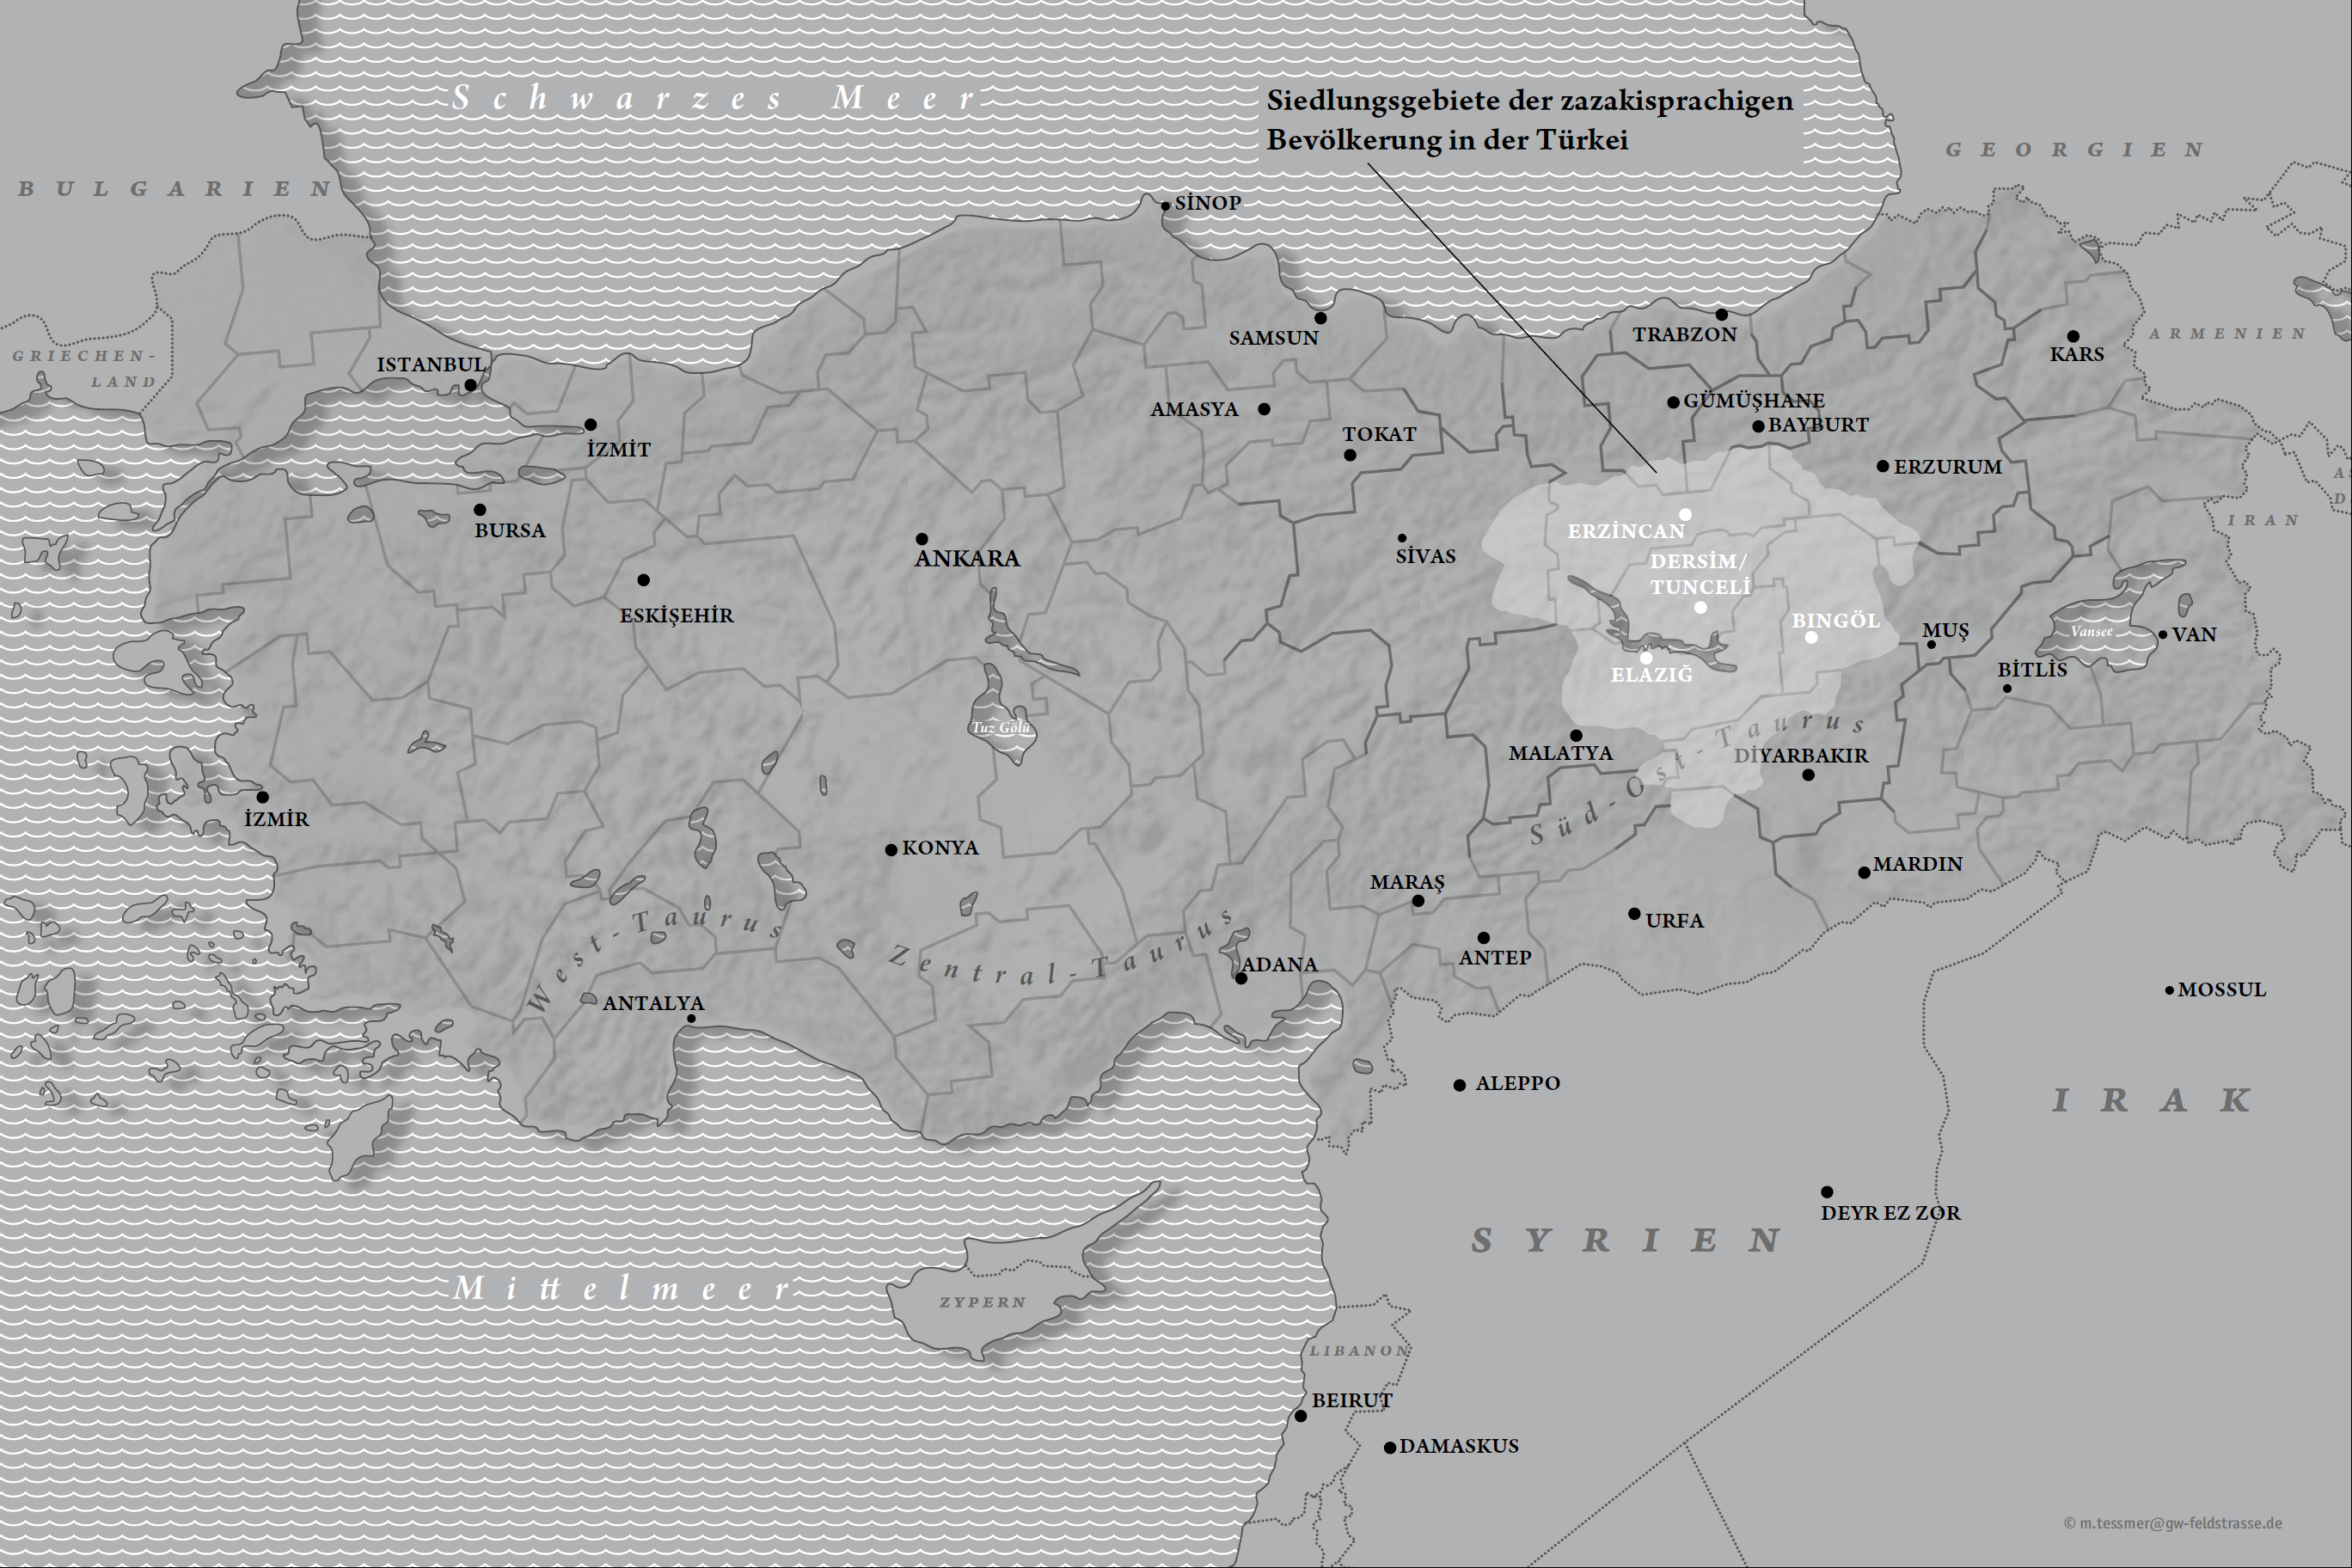 Schwarzes Meer
Siedlungsgebiete der zazakisprachigen
Bevölkerung in der Türkei
GEORGIEN
BULGARIEN
SİNOP
SAMSUN
TRABZON
ARMENIEN
KARS
GRIECHEN-
LAND
ISTANBUL
İZMİT
AMASYA
TOKAT
GÜMÜŞHANE
BAYBURT
ERZURUM
IRAN
BURSA
ANKARA
SİVAS
ERZİNCAN
DERSİM/
TUNCELİ
BINGÖL
MUŞ
Vansee
VAN
ESKİŞEHİR
ELAZIĞ
BİTLİS
Tuz Gölü
MALATYA
DİYARBAKIR
Süd-Ost-Taurus
İZMİR
KONYA
MARAŞ
MARDIN
URFA
West-Taurus
Zentral-Taurus
ANTEP
ADANA
ANTALYA
MOSSUL
ALEPPO
IRAK
DEYR EZ ZOR
SYRIEN
Mittelmeer
ZYPERN
LIBANON
BEIRUT
DAMASKUS
© m.tessmer@gw-feldstrasse.de